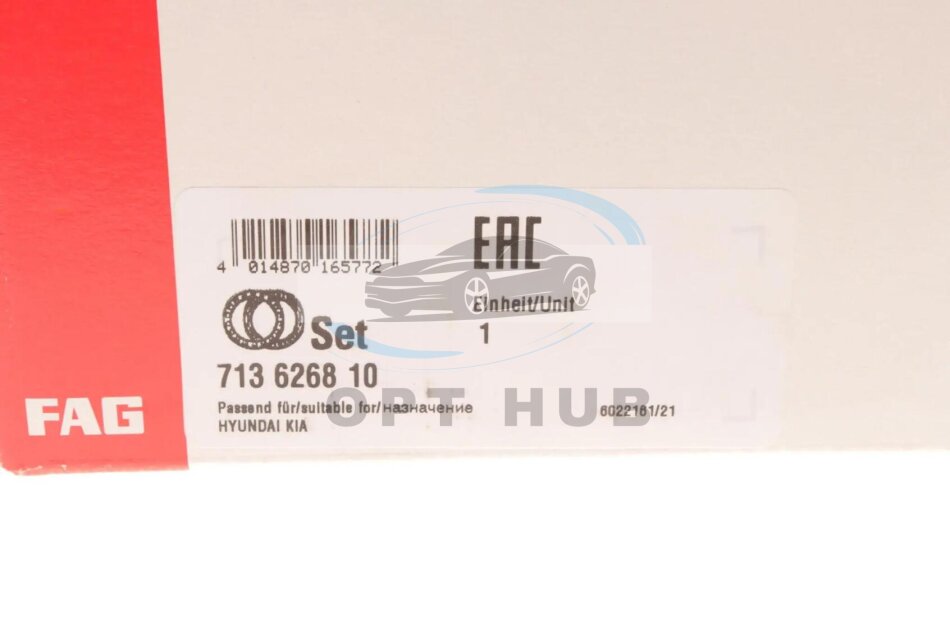 EAC
4 014870 165772
Einheit/Unit
Set
1
713 6268 10
FAG
Passend für/suitable for/назначение
6022161/21
HYUNDAI KIA
OPT HUB